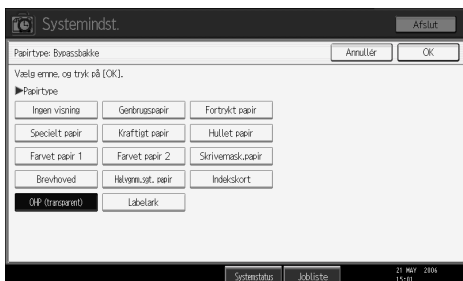 Systemindst.
Afslut
Papirtype: Bypassbakke
Annullér
OK
Vælg emne, og tryk på [OK].
▶Papirtype
Ingen visning
Genbrugspapir
Fortrykt papir
Specielt papir
Kraftigt papir
Hullet papir
Farvet papir 1
Farvet papir 2
Skrivemask.papir
Brevhoved
Halvgnm.sgt. papir
Indekskort
OHP (transparent)
Labelark
Systemstatus
Jobliste
21 MAY 2006
15:01